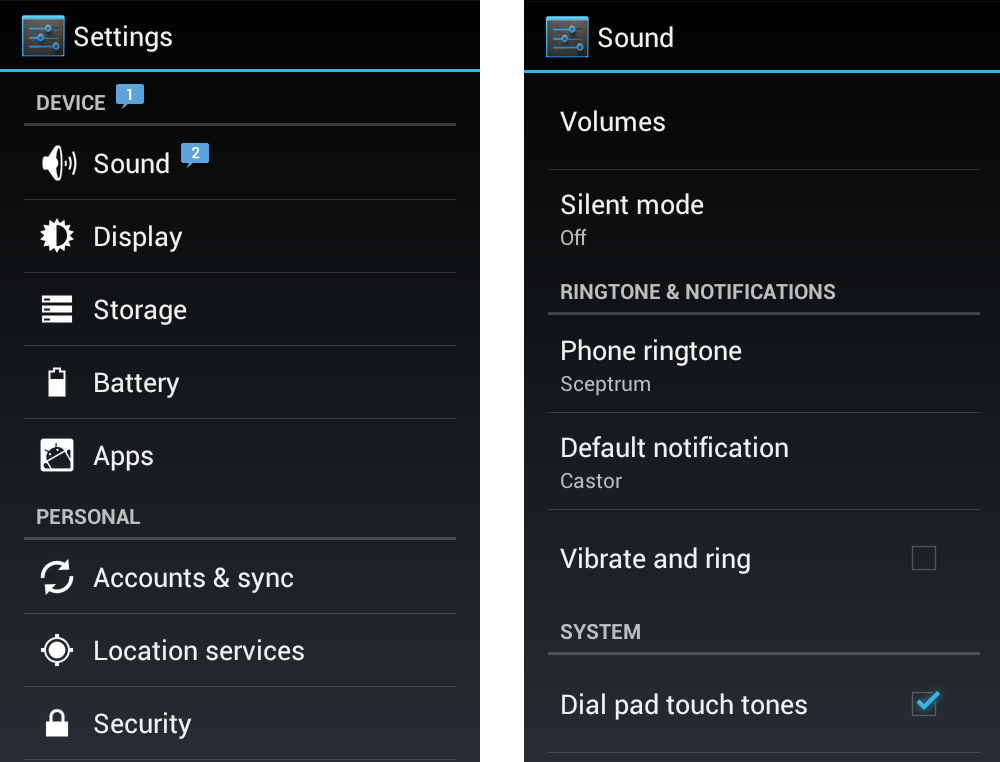 Settings
DEVICE 1
Sound 2
Display
Storage
Battery
Apps
PERSONAL
Accounts & sync
Location services
Security
Sound
Volumes
Silent mode
Off
RINGTONE & NOTIFICATIONS
Phone ringtone
Sceptrum
Default notification
Castor
Vibrate and ring
SYSTEM
Dial pad touch tones